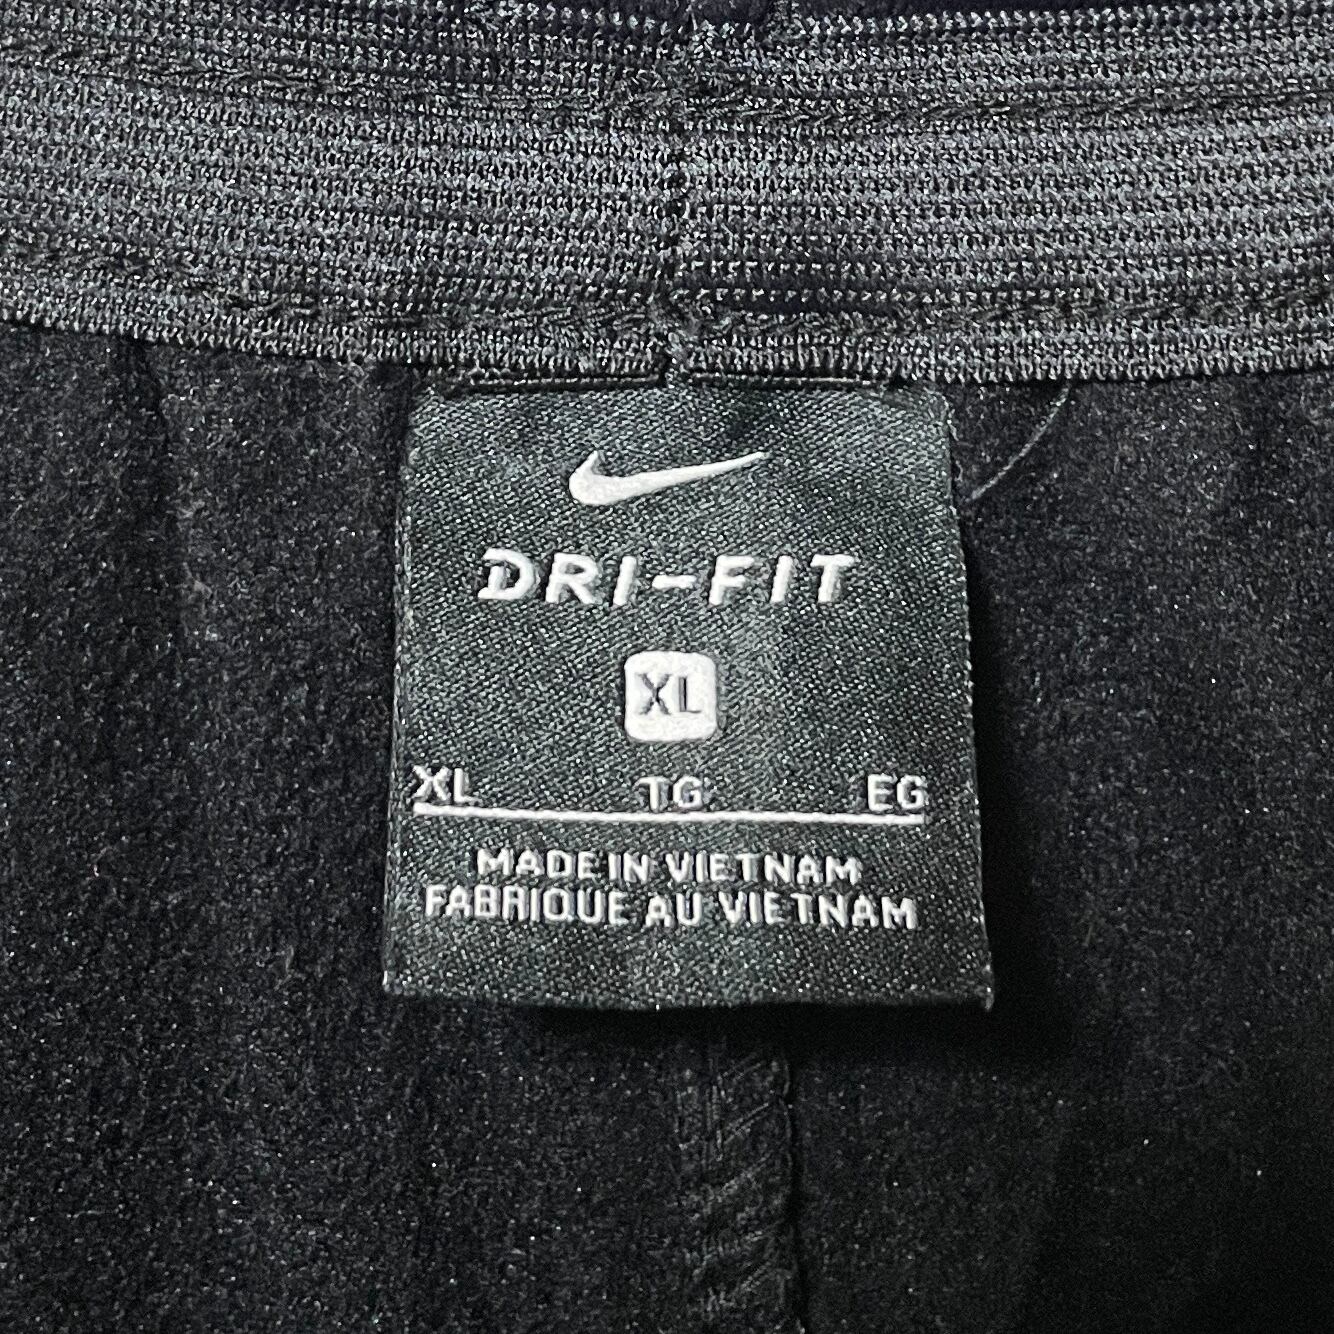 DRI-FIT
XL
XL TG EG
MADE IN VIETNAM
FABRIQUE AU VIETNAM